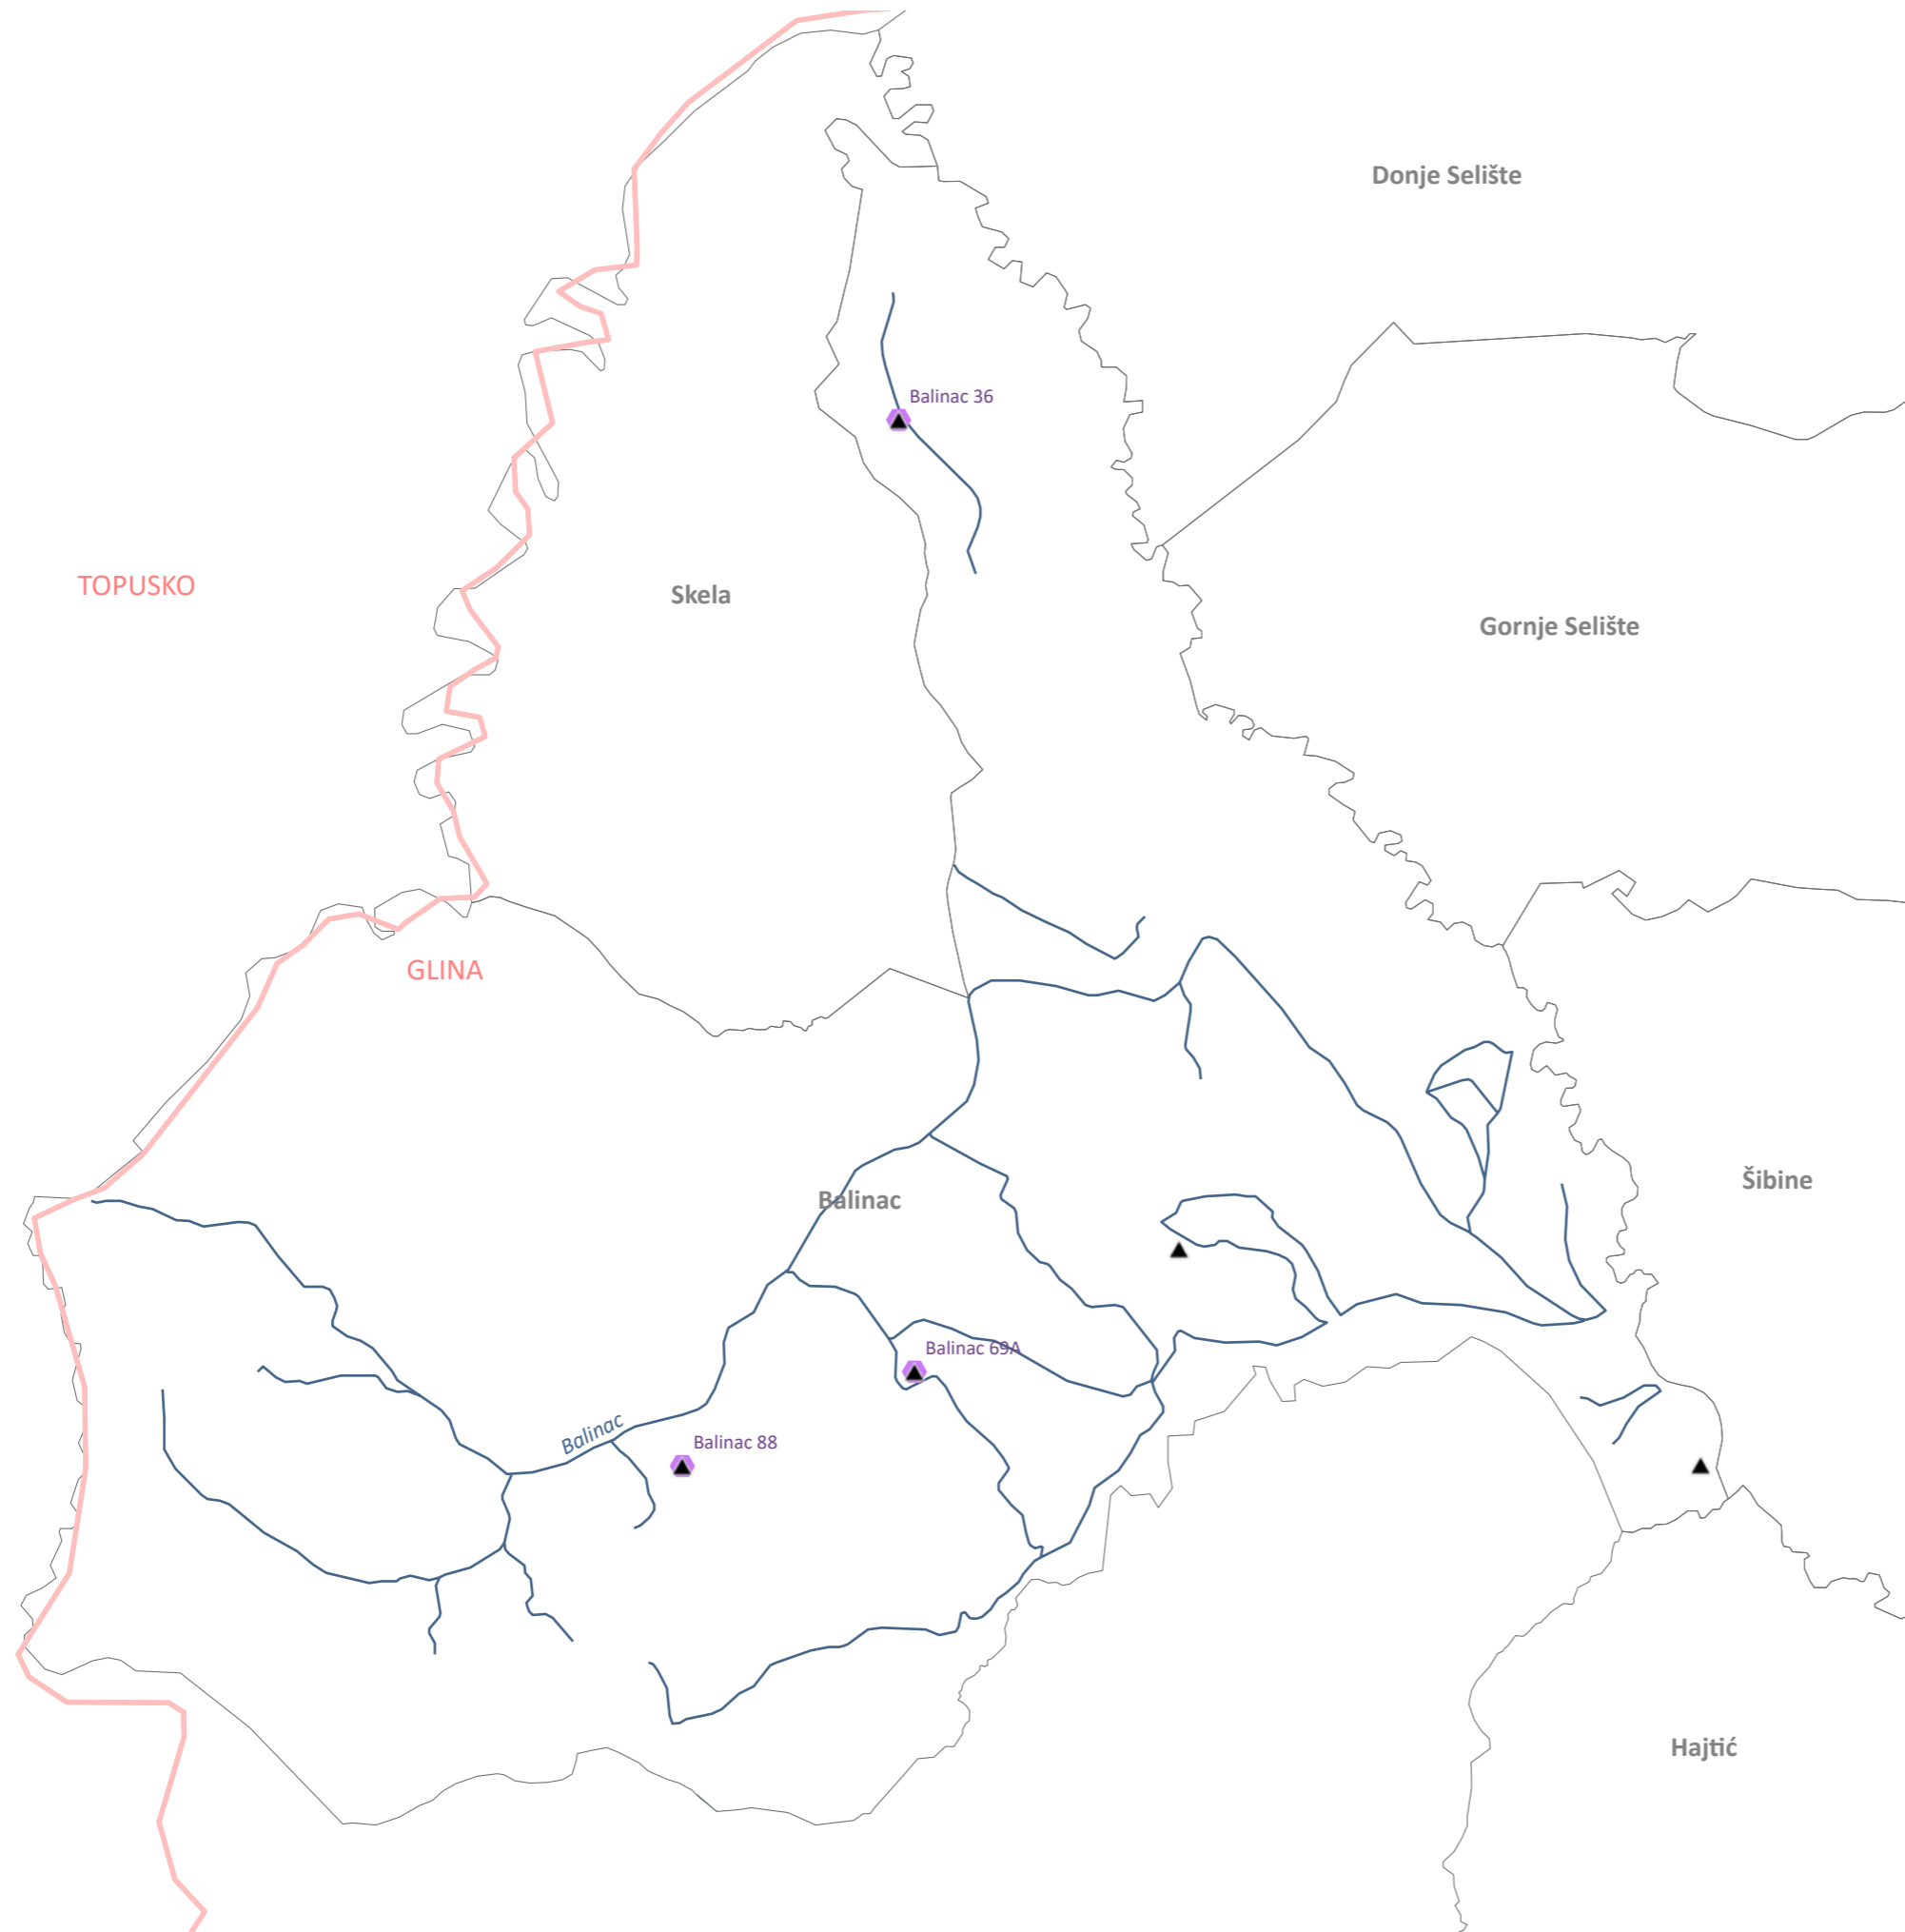 Donje Selište
Balinac 36
TOPUSKO
Skela
Gornje Selište
GLINA
Šibine
Balinac
Balinac 69A
Balinac
Balinac 88
Hajtić